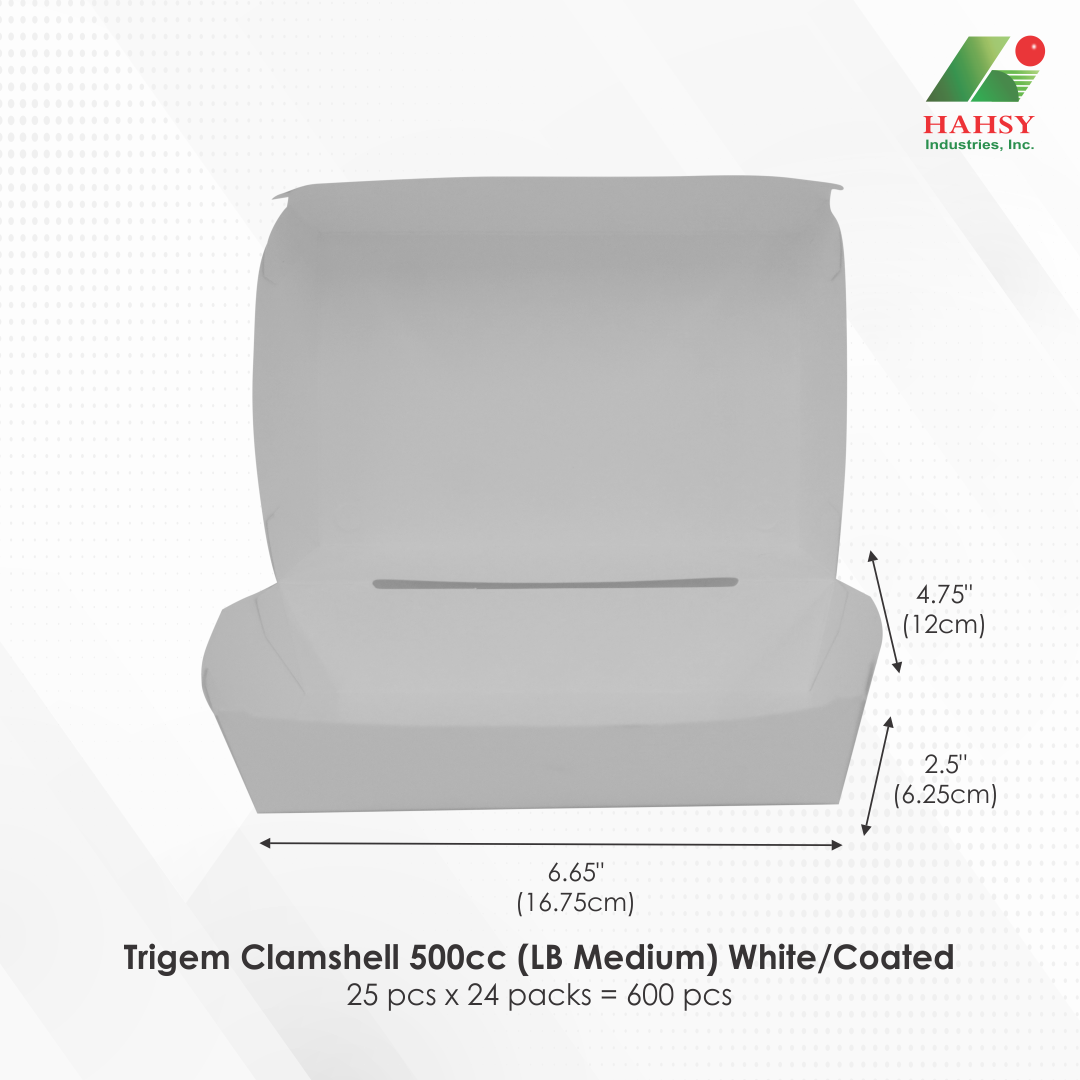 HAHSY
Industries, Inc.
4.75"
(12cm)
2.5"
(6.25cm)
6.65"
(16.75cm)
Trigem Clamshell 500cc (LB Medium) White/Coated
25 pcs x 24 packs = 600 pcs